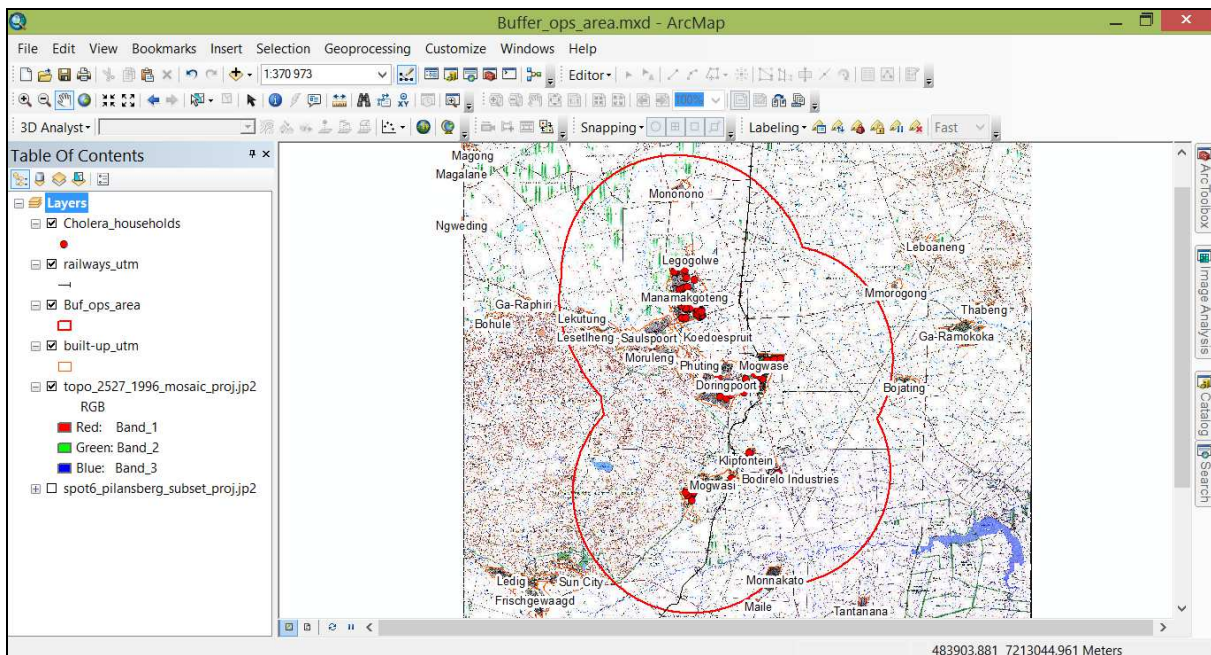 Buffer_ops_area.mxd - ArcMap
File Edit View Bookmarks Insert Selection Geoprocessing Customize Windows Help
1:370 973
Editor
100%
3D Analyst
Snapping
Labeling
Fast
Table Of Contents
Layers
Cholera_households
railways_utm
Buf_ops_area
built-up_utm
topo_2527_1996_mosaic_proj.jp2
RGB
Red: Band_1
Green: Band_2
Blue: Band_3
spot6_pilansberg_subset_proj.jp2
Magong
Magalane
Mononono
Ngweding
Leboaneng
Legogolwe
Mmorogong
Manamakgoteng
Ga-Raphiri
Thabeng
Lekutung
Bohule
Lesetlheng
Saulspoort
Koedoespruit
Ga-Ramokoka
Moruleng
Phuting
Mogwase
Doringpoort
Bojating
Klipfontein
Mogwasi
Bodirelo Industries
Ledig
Sun City
Monnakato
Frischgewaagd
Maile
Tantanana
ArcToolbox
Image Analysis
Catalog
Search
483903.881 7213044.961 Meters